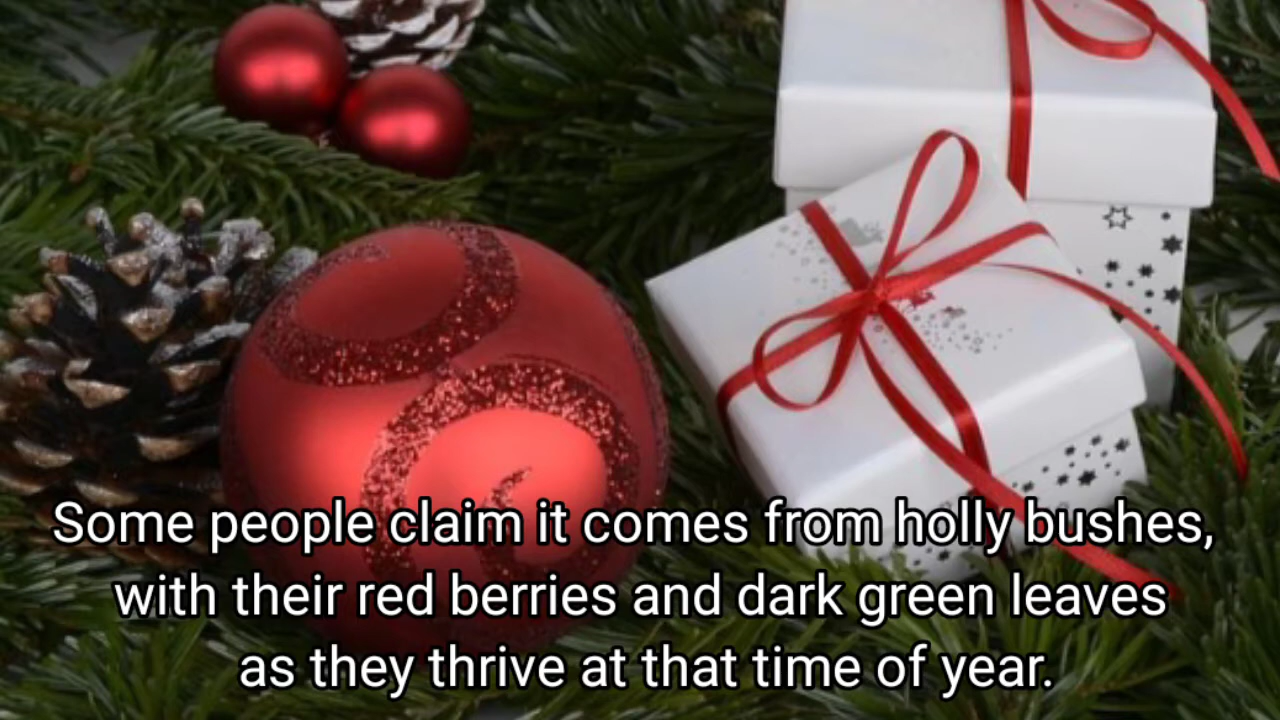 Some people claim it comes from holly bushes,
with their red berries and dark green leaves
as they thrive at that time of year.